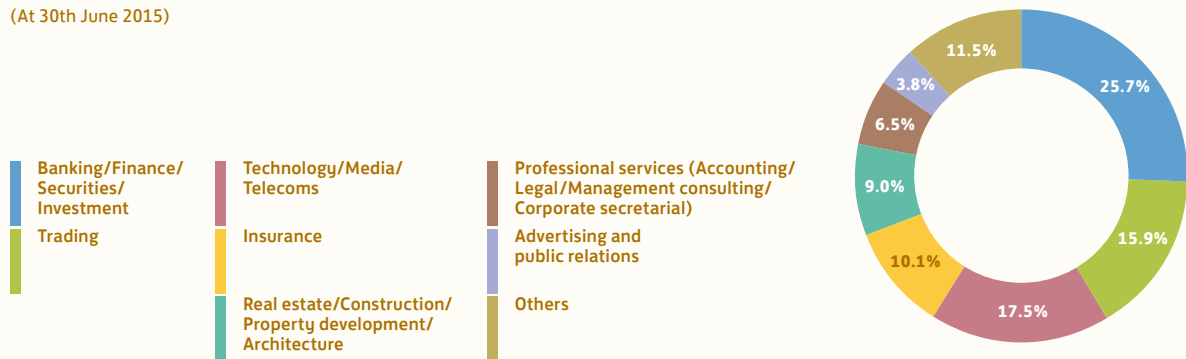 (At 30th June 2015)
Banking/Finance/
Securities/
Investment
Trading
Technology/Media/
Telecoms
Insurance
Real estate/Construction/
Property development/
Architecture
Professional services (Accounting/
Legal/Management consulting/
Corporate secretarial)
Advertising and
public relations
Others
25.7%
15.9%
17.5%
10.1%
9.0%
6.5%
3.8%
11.5%